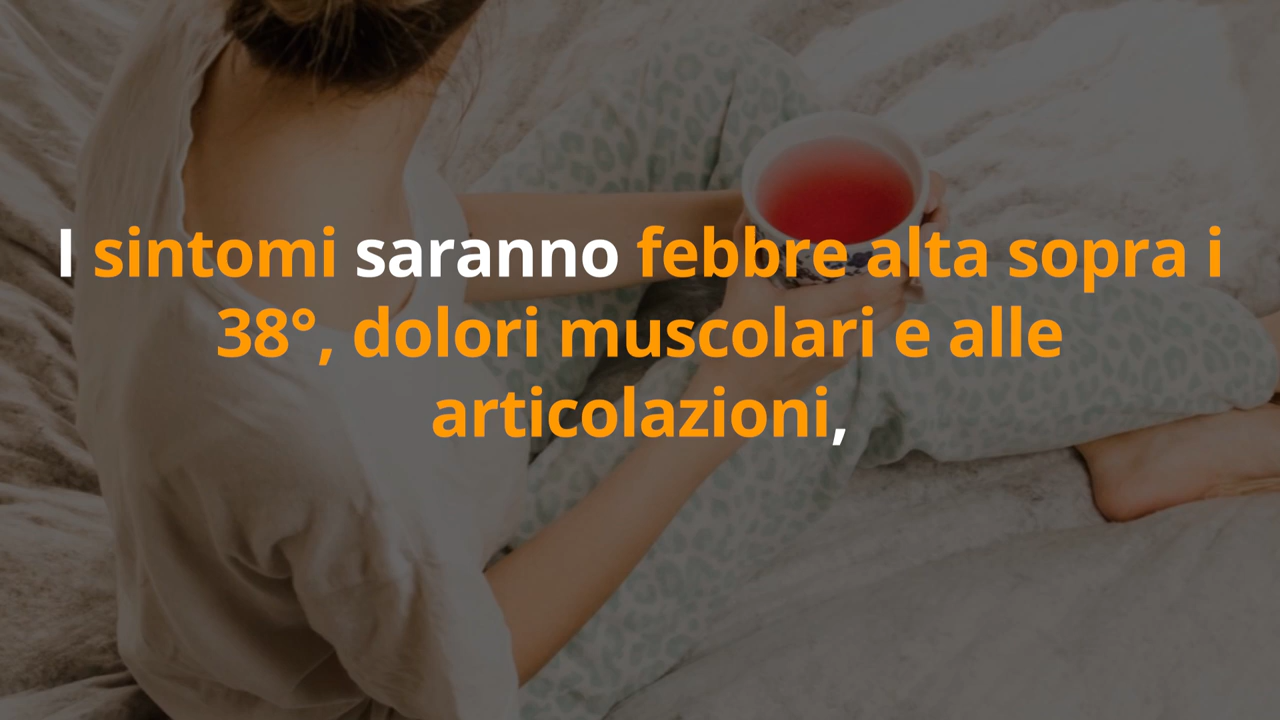 I sintomi saranno febbre alta sopra i
38°, dolori muscolari e alle
articolazioni,